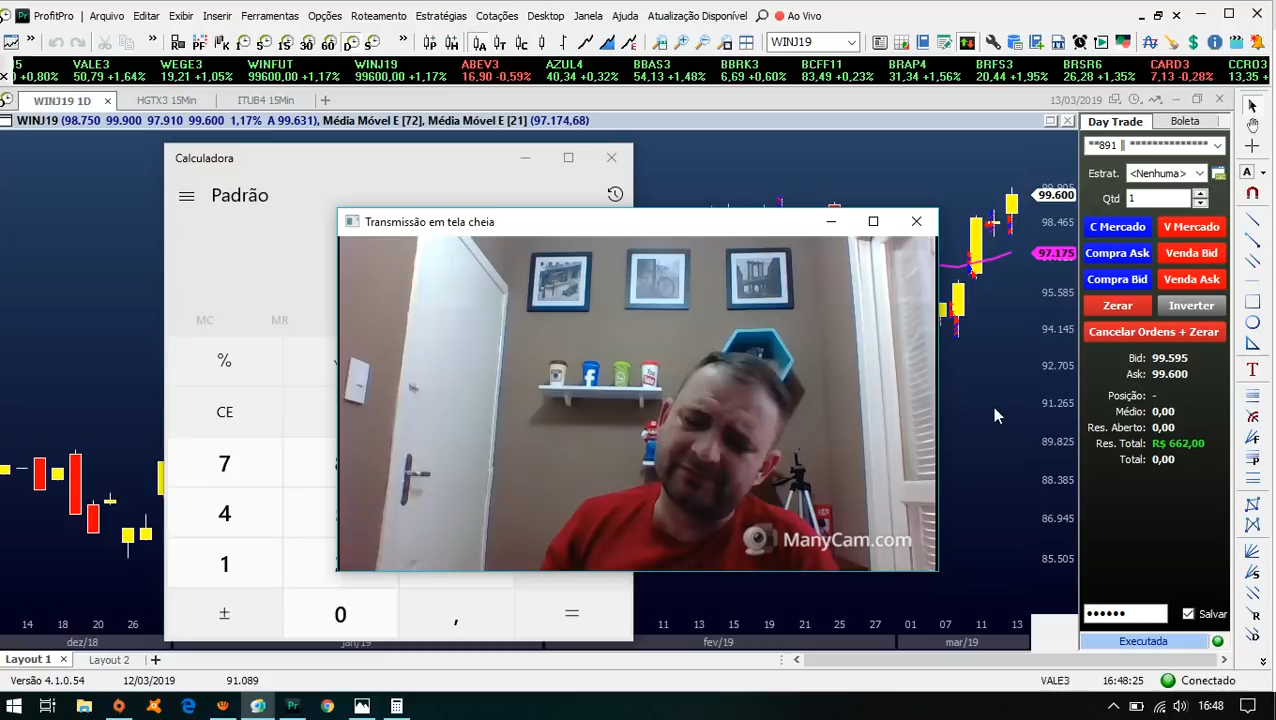 ProfitPro Arquivo Editar Exibir Inserir Ferramentas Opções Roteamento Estratégias Cotações Desktop Janela Ajuda Atualização Disponível Ao Vivo
5 15 30 60 D S WINJ19
5 VALE3 WEGE3 WINFUT WINJ19 ABEV3 AZUL4 BBAS3 BBRK3 BCFF11 BRAP4 BRFS3 BRSR6 CARD3 CCRO3
+0,80% 50,79 +1,64% 19,21 +1,05% 99600,00 +1,17% 99600,00 +1,17% 16,90 -0,59% 40,34 +0,32% 54,13 +1,48% 6,69 +0,60% 83,49 +0,23% 31,34 +1,56% 20,44 +1,95% 26,28 +1,35% 7,13 -0,28% 13,35 +
WINJ19 1D HGTX3 15Min ITUB4 15Min 13/03/2019
WINJ19 (98.750 99.900 97.910 99.600 1,17% A 99.631), Média Móvel E [72], Média Móvel E [21] (97.174,68)
Day Trade Boleta
Calculadora
Padrão
MC MR
%
CE
7
4
1
± 0 , =
Transmissão em tela cheia
ManyCam.com
99.905
99.600
98.465
97.175
95.585
94.145
92.705
91.265
89.825
88.385
86.945
85.505
**891 || **************
Estrat. <Nenhuma>
Qtd 1
C Mercado V Mercado
Compra Ask Venda Bid
Compra Bid Venda Ask
Zerar Inverter
Cancelar Ordens + Zerar
Bid: 99.595
Ask: 99.600
Posição: -
Médio: 0,00
Res. Aberto: 0,00
Res. Total: R$ 662,00
Total: 0,00
•••••• Salvar
Executada
14 18 20 26 11 13 19 21 25 27 01 07 11 13
dez/18 jan/19 fev/19 mar/19
Layout 1 Layout 2
Versão 4.1.0.54 12/03/2019 91.089 VALE3 16:48:25 Conectado
16:48